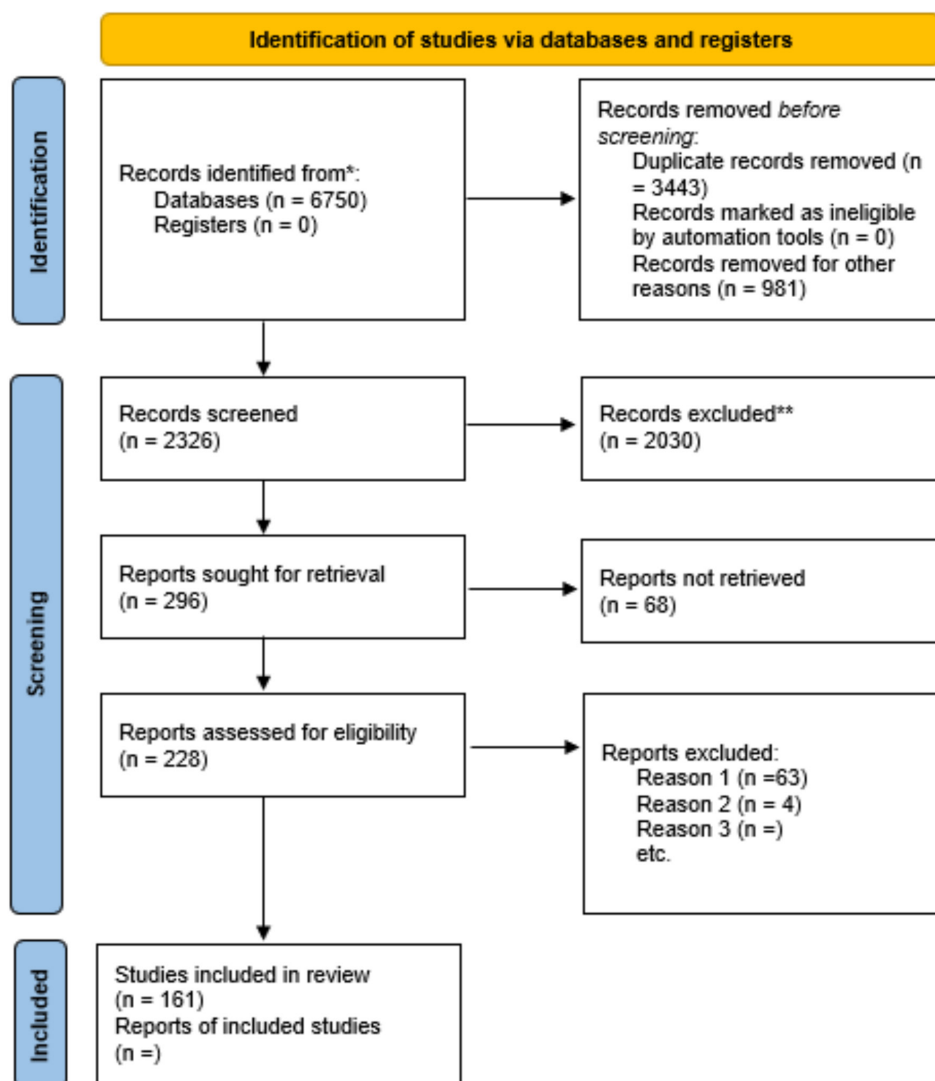 Identification of studies via databases and registers
Identification
Records identified from*:
Databases (n = 6750)
Registers (n = 0)
Records removed before
screening:
Duplicate records removed (n
= 3443)
Records marked as ineligible
by automation tools (n = 0)
Records removed for other
reasons (n = 981)
Screening
Records screened
(n = 2326)
Records excluded**
(n = 2030)
Reports sought for retrieval
(n = 296)
Reports not retrieved
(n = 68)
Reports assessed for eligibility
(n = 228)
Reports excluded:
Reason 1 (n =63)
Reason 2 (n = 4)
Reason 3 (n =)
etc.
Included
Studies included in review
(n = 161)
Reports of included studies
(n =)